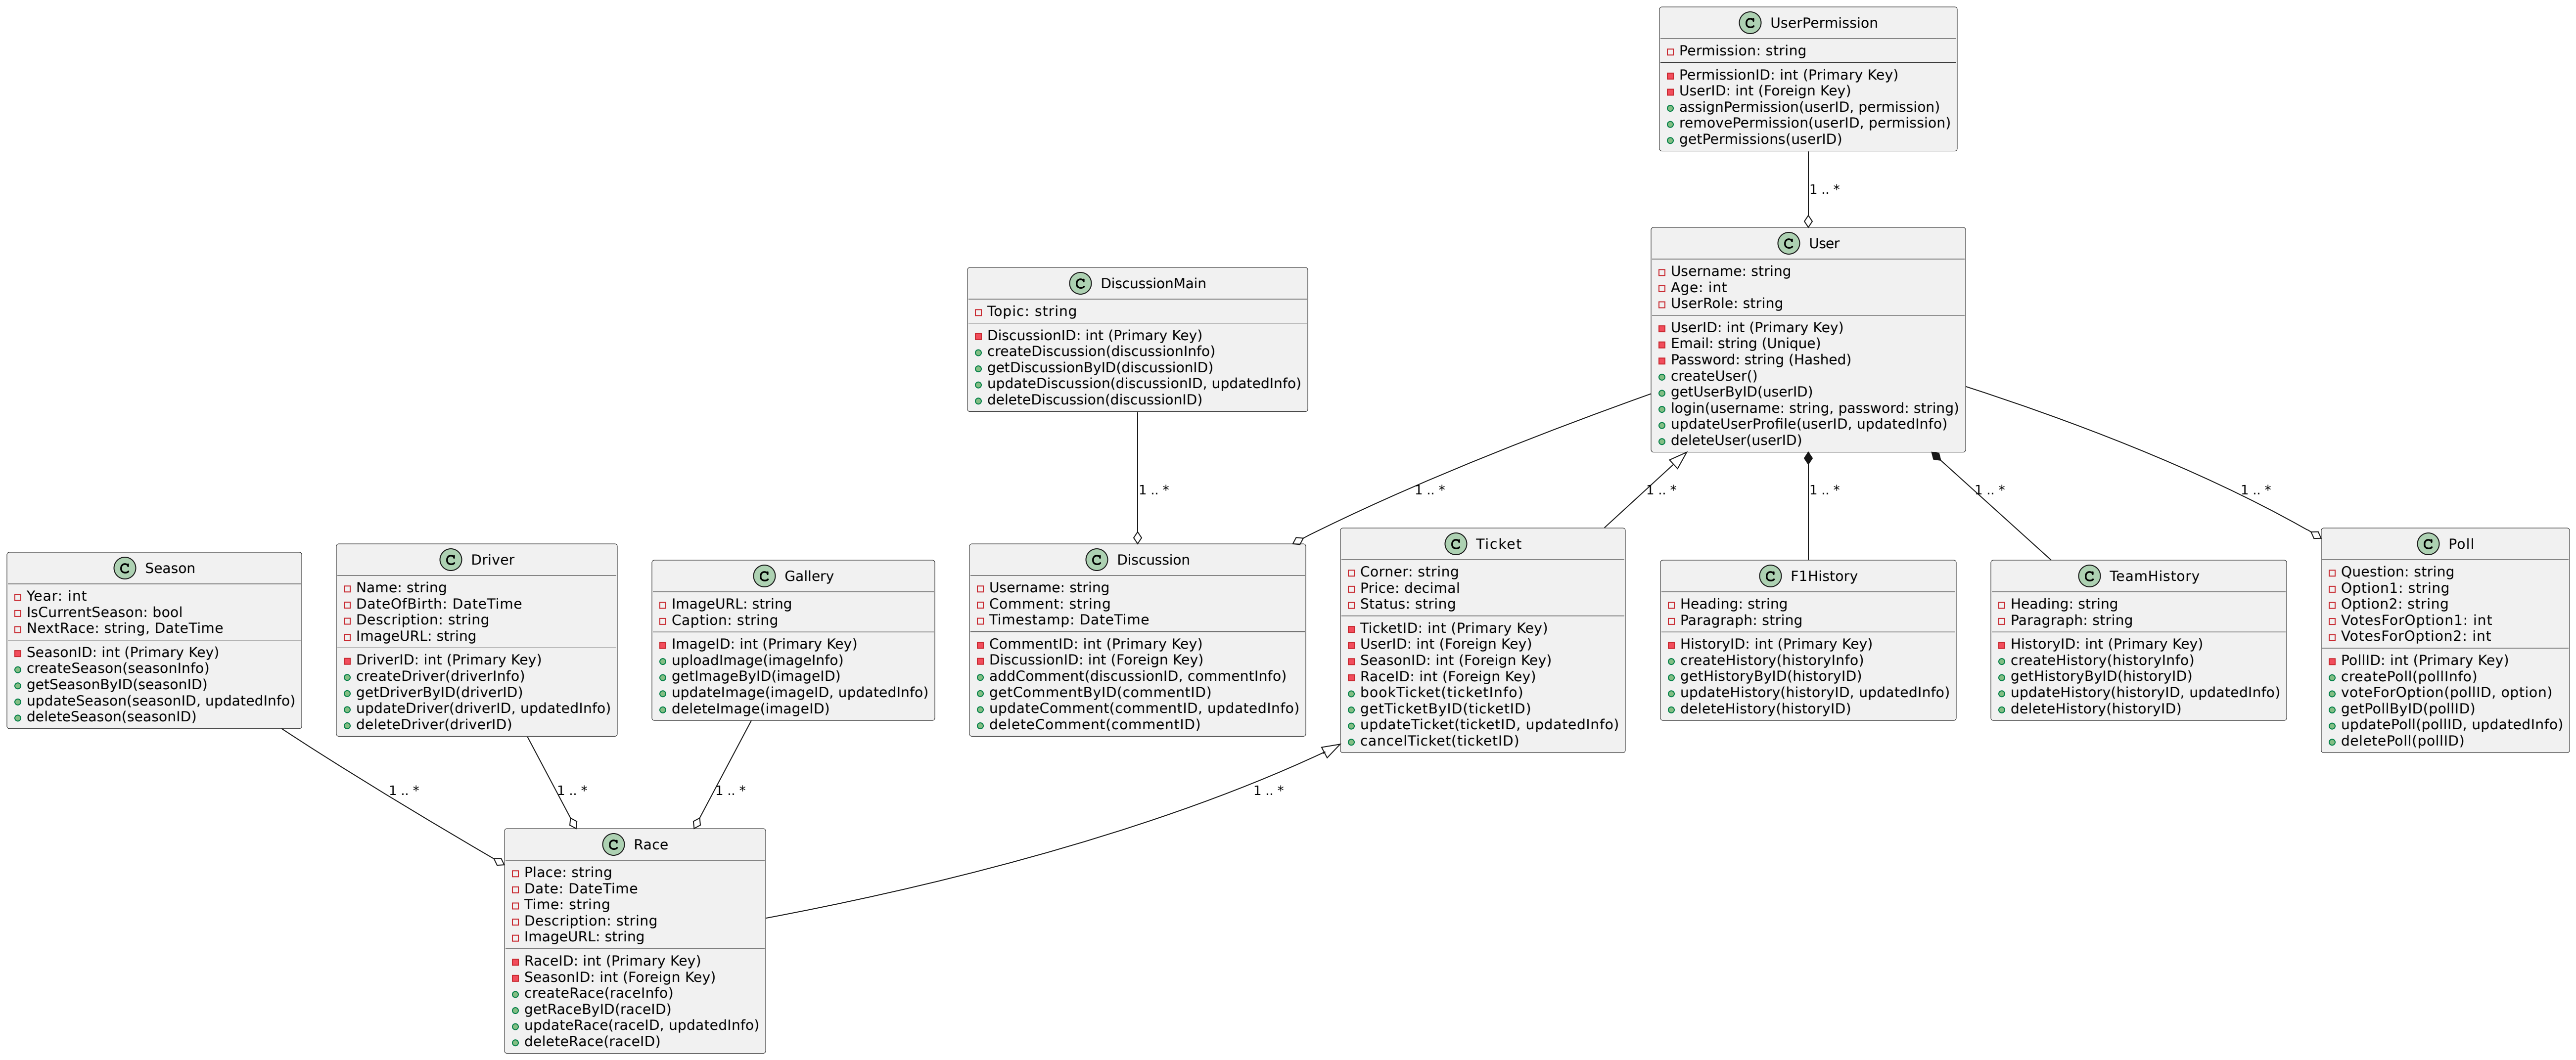 C UserPermission
Permission: string
PermissionID: int (Primary Key)
UserID: int (Foreign Key)
assignPermission(userID, permission)
removePermission(userID, permission)
getPermissions(userID)
1 .. *
C User
Username: string
Age: int
UserRole: string
UserID: int (Primary Key)
Email: string (Unique)
Password: string (Hashed)
createUser()
getUserByID(userID)
login(username: string, password: string)
updateUserProfile(userID, updatedInfo)
deleteUser(userID)
C DiscussionMain
Topic: string
DiscussionID: int (Primary Key)
createDiscussion(discussionInfo)
getDiscussionByID(discussionID)
updateDiscussion(discussionID, updatedInfo)
deleteDiscussion(discussionID)
1 .. *
1 .. *
1 .. *
1 .. *
1 .. *
1 .. *
C Season
Year: int
IsCurrentSeason: bool
NextRace: string, DateTime
SeasonID: int (Primary Key)
createSeason(seasonInfo)
getSeasonByID(seasonID)
updateSeason(seasonID, updatedInfo)
deleteSeason(seasonID)
C Driver
Name: string
DateOfBirth: DateTime
Description: string
ImageURL: string
DriverID: int (Primary Key)
createDriver(driverInfo)
getDriverByID(driverID)
updateDriver(driverID, updatedInfo)
deleteDriver(driverID)
C Gallery
ImageURL: string
Caption: string
ImageID: int (Primary Key)
uploadImage(imageInfo)
getImageByID(imageID)
updateImage(imageID, updatedInfo)
deleteImage(imageID)
C Discussion
Username: string
Comment: string
Timestamp: DateTime
CommentID: int (Primary Key)
DiscussionID: int (Foreign Key)
addComment(discussionID, commentInfo)
getCommentByID(commentID)
updateComment(commentID, updatedInfo)
deleteComment(commentID)
C Ticket
Corner: string
Price: decimal
Status: string
TicketID: int (Primary Key)
UserID: int (Foreign Key)
SeasonID: int (Foreign Key)
RaceID: int (Foreign Key)
bookTicket(ticketInfo)
getTicketByID(ticketID)
updateTicket(ticketID, updatedInfo)
cancelTicket(ticketID)
C F1History
Heading: string
Paragraph: string
HistoryID: int (Primary Key)
createHistory(historyInfo)
getHistoryByID(historyID)
updateHistory(historyID, updatedInfo)
deleteHistory(historyID)
C TeamHistory
Heading: string
Paragraph: string
HistoryID: int (Primary Key)
createHistory(historyInfo)
getHistoryByID(historyID)
updateHistory(historyID, updatedInfo)
deleteHistory(historyID)
C Poll
Question: string
Option1: string
Option2: string
VotesForOption1: int
VotesForOption2: int
PollID: int (Primary Key)
createPoll(pollInfo)
voteForOption(pollID, option)
getPollByID(pollID)
updatePoll(pollID, updatedInfo)
deletePoll(pollID)
1 .. *
1 .. *
1 .. *
1 .. *
C Race
Place: string
Date: DateTime
Time: string
Description: string
ImageURL: string
RaceID: int (Primary Key)
SeasonID: int (Foreign Key)
createRace(raceInfo)
getRaceByID(raceID)
updateRace(raceID, updatedInfo)
deleteRace(raceID)